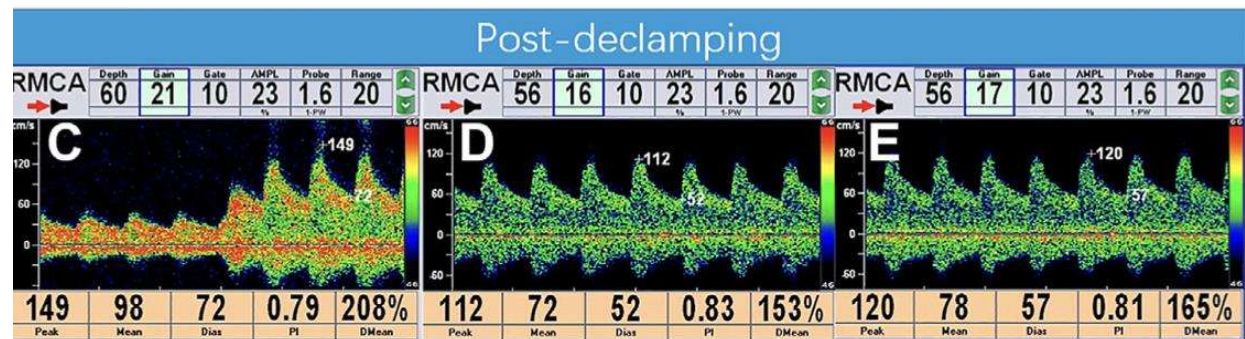 Post-declamping
RMCA Depth 60 Gain 21 Gate 10 AMPL 23 % Probe 1.6 1-PW Range 20
cm/s
C
66
+149
120
72
60
0
46
149 98 72 0.79 208%
Peak Mean Dias PI DMean
RMCA Depth 56 Gain 16 Gate 10 AMPL 23 % Probe 1.6 1-PW Range 20
cm/s
D
66
+112
120
52
60
0
-60
46
112 72 52 0.83 153%
Peak Mean Dias PI DMean
RMCA Depth 56 Gain 17 Gate 10 AMPL 23 % Probe 1.6 1-PW Range 20
cm/s
E
66
+120
120
57
60
0
-60
46
120 78 57 0.81 165%
Peak Mean Dias PI DMean